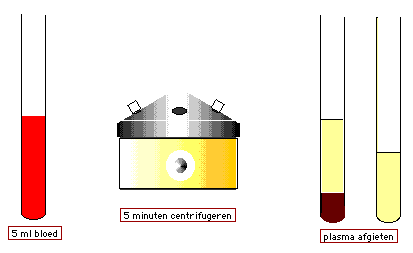 5 ml bloed
5 minuten centrifugeren
plasma afgieten